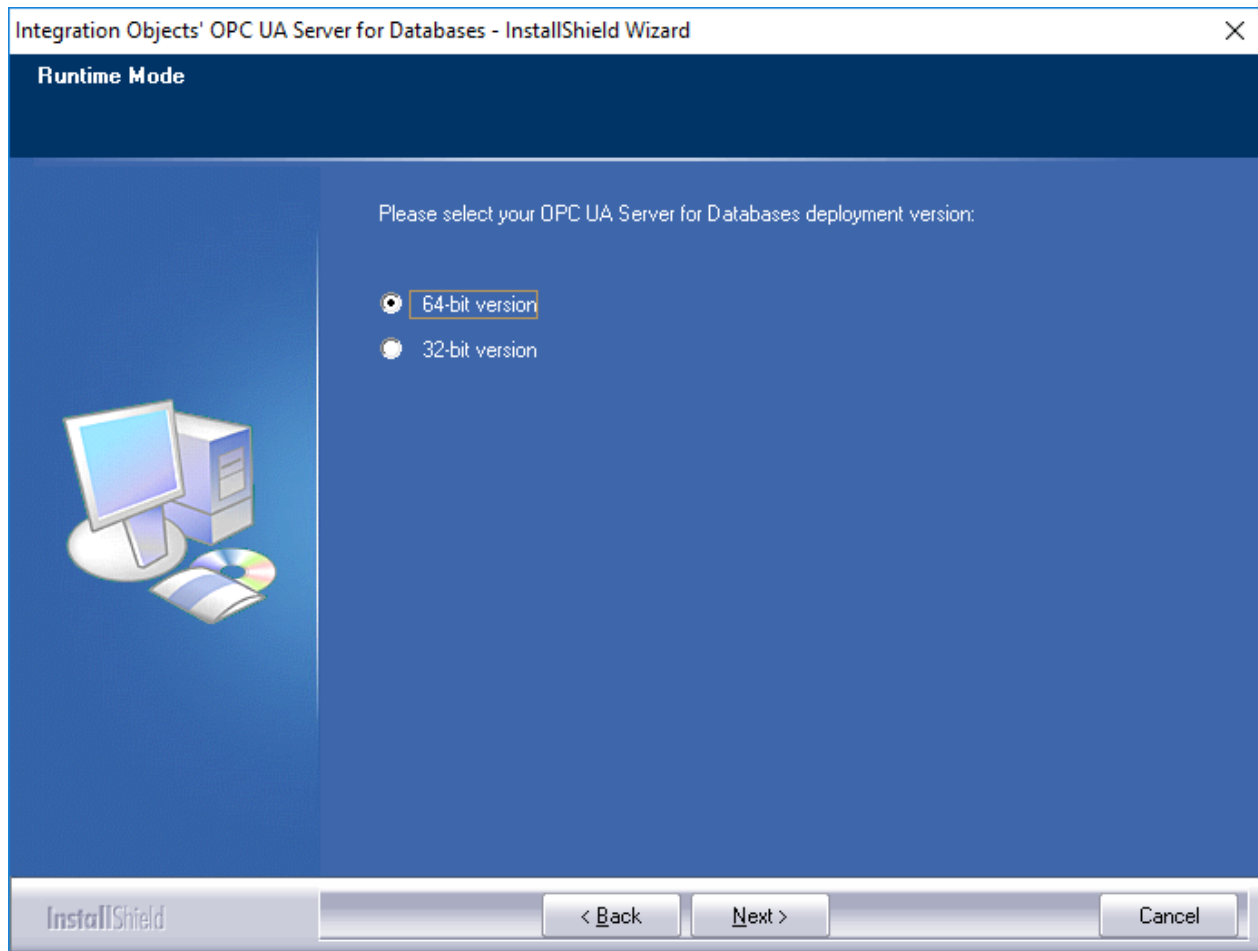 Integration Objects' OPC UA Server for Databases - InstallShield Wizard
Runtime Mode
Please select your OPC UA Server for Databases deployment version:
64-bit version
32-bit version
InstallShield
< Back
Next >
Cancel